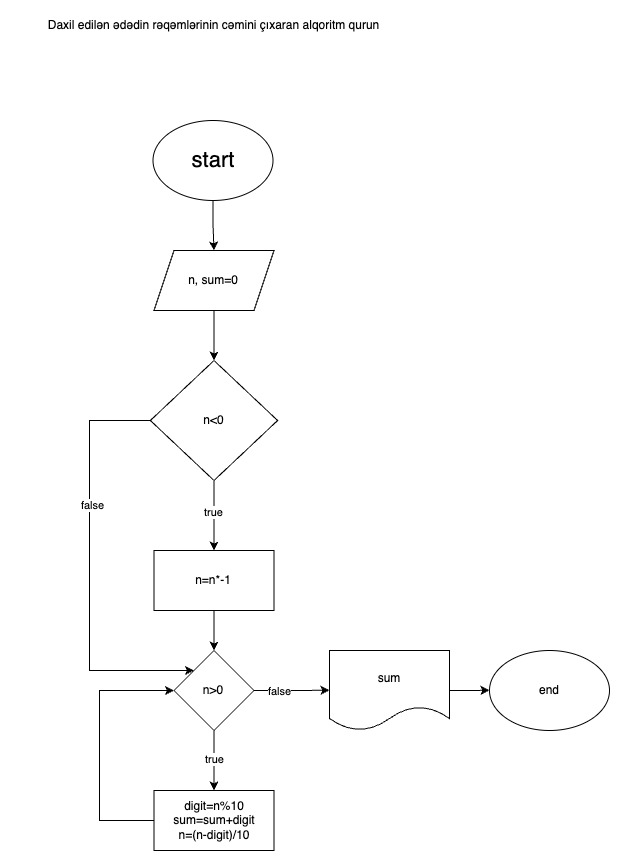 Daxil edilən ədədin rəqəmlərinin cəmini çıxaran alqoritm qurun
start
n, sum=0
n<0
false
true
n=n*-1
n>0
false
sum
end
true
digit=n%10
sum=sum+digit
n=(n-digit)/10